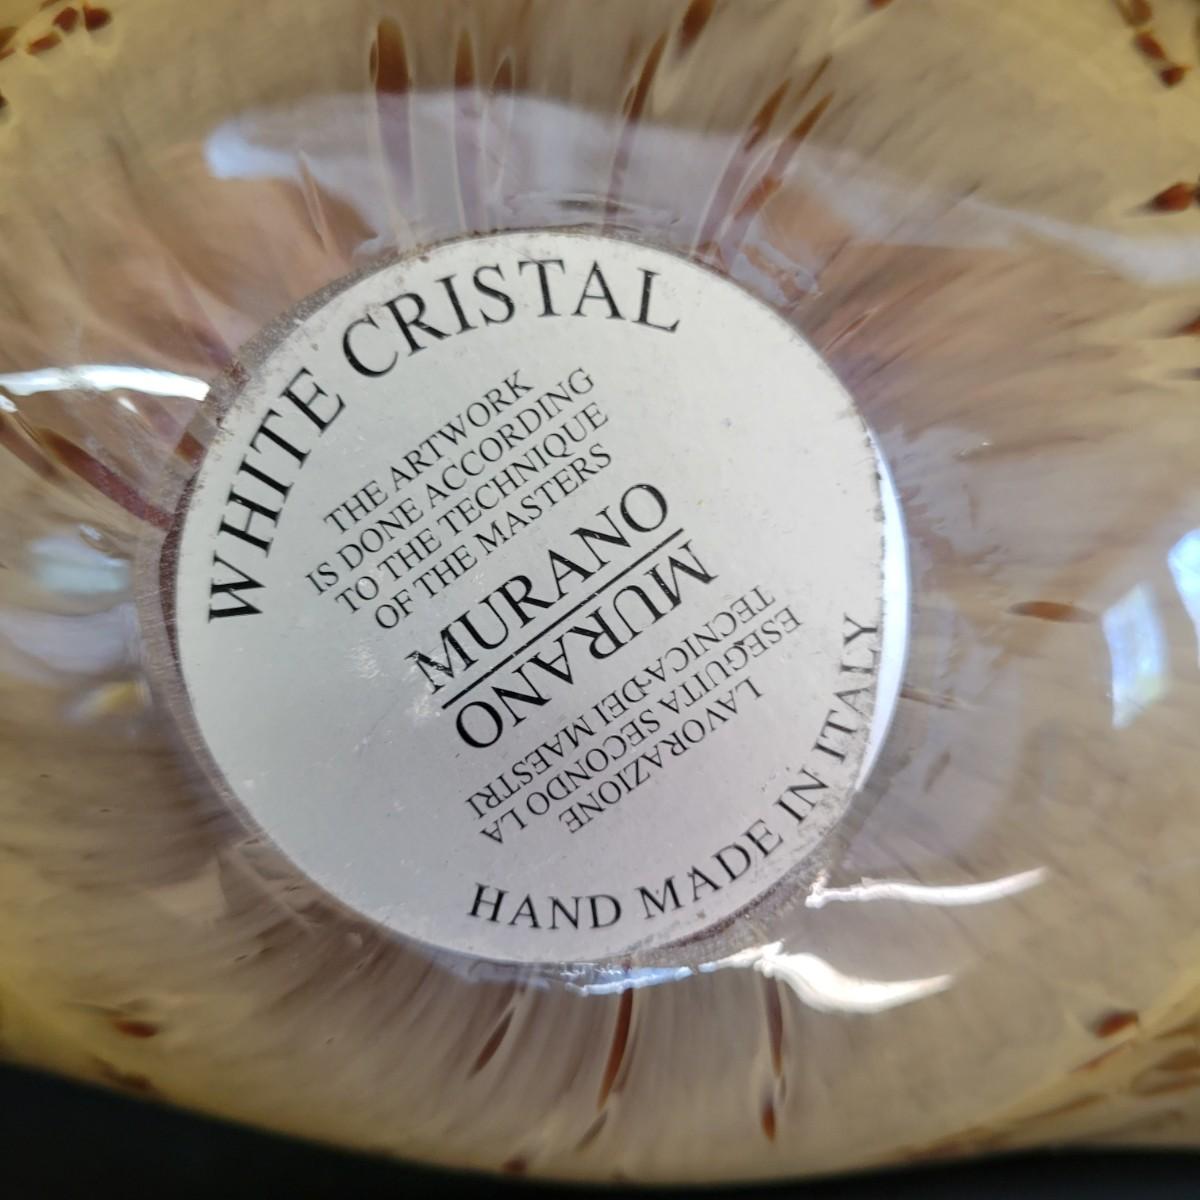 WHITE CRISTAL
THE ARTWORK
IS DONE ACCORDING
TO THE TECHNIQUE
OF THE MASTERS
MURANO
MURANO
TECNICA DEI MAESTRI
ESEGUITA SECONDO LA
LAVORAZIONE
HAND MADE IN ITALY